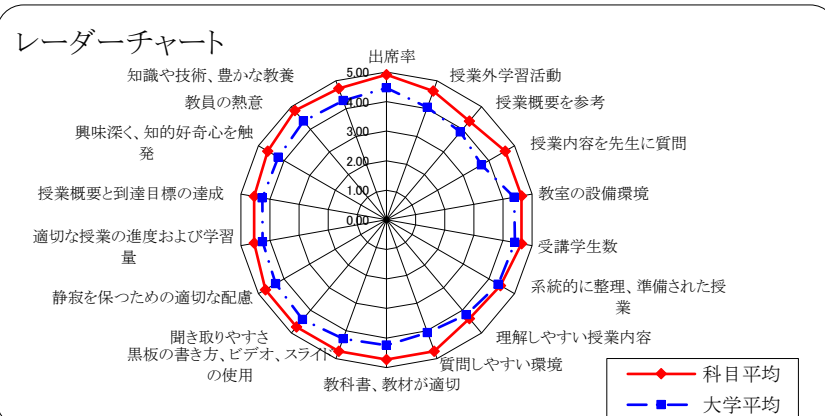 レーダーチャート
出席率
授業外学習活動
授業概要を参考
授業内容を先生に質問
教室の設備環境
受講学生数
系統的に整理、準備された授
業
理解しやすい授業内容
質問しやすい環境
教科書、教材が適切
黒板の書き方、ビデオ、スライド
の使用
聞き取りやすさ
静寂を保つための適切な配慮
適切な授業の進度および学習
量
授業概要と到達目標の達成
興味深く、知的好奇心を触
発
教員の熱意
知識や技術、豊かな教養
5.00
4.00
3.00
2.00
1.00
0.00
科目平均
大学平均